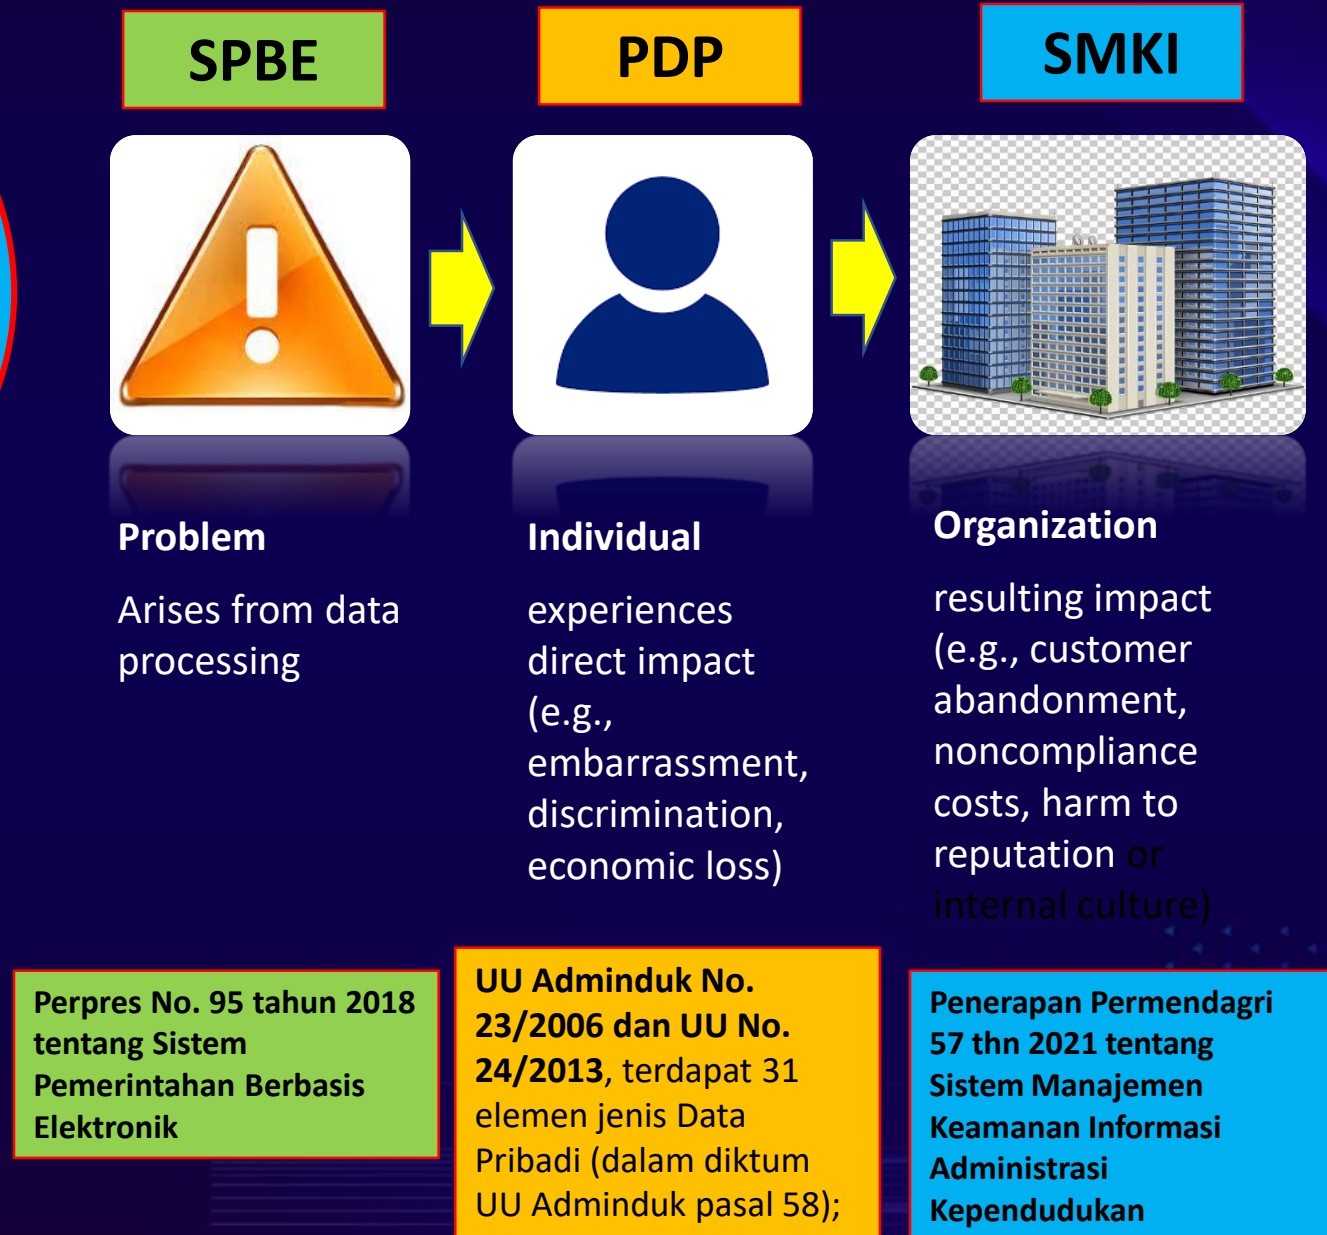 SPBE
PDP
SMKI
Problem
Arises from data
processing
Individual
experiences
direct impact
(e.g.,
embarrassment,
discrimination,
economic loss)
Organization
resulting impact
(e.g., customer
abandonment,
noncompliance
costs, harm to
reputation or
internal culture)
Perpres No. 95 tahun 2018
tentang Sistem
Pemerintahan Berbasis
Elektronik
UU Adminduk No.
23/2006 dan UU No.
24/2013, terdapat 31
elemen jenis Data
Pribadi (dalam diktum
UU Adminduk pasal 58);
Penerapan Permendagri
57 thn 2021 tentang
Sistem Manajemen
Keamanan Informasi
Administrasi
Kependudukan